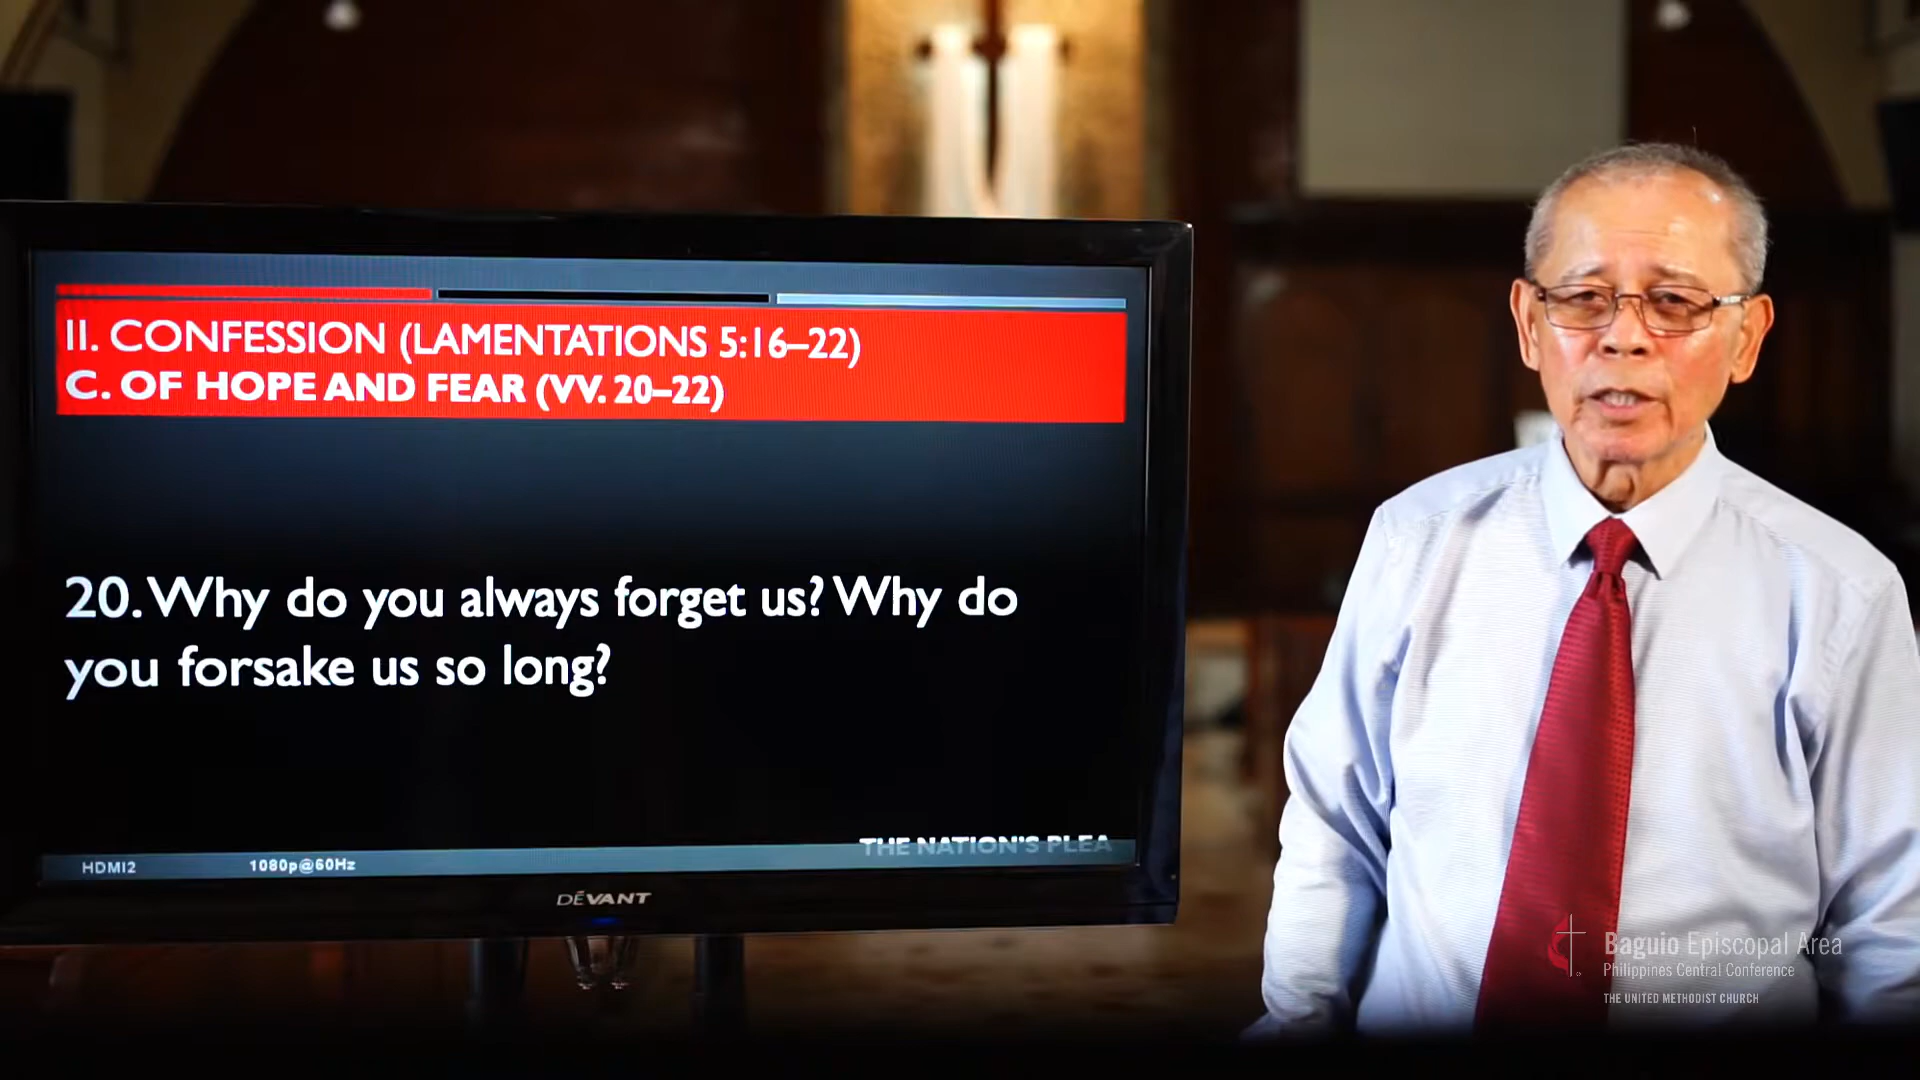 II. CONFESSION (LAMENTATIONS 5:16–22)
C. OF HOPE AND FEAR (VV. 20–22)
20. Why do you always forget us? Why do
you forsake us so long?
THE NATION'S PLEA
HDMI2 1080p@60Hz
DÉVANT
Baguio Episcopal Area
Philippines Central Conference
THE UNITED METHODIST CHURCH